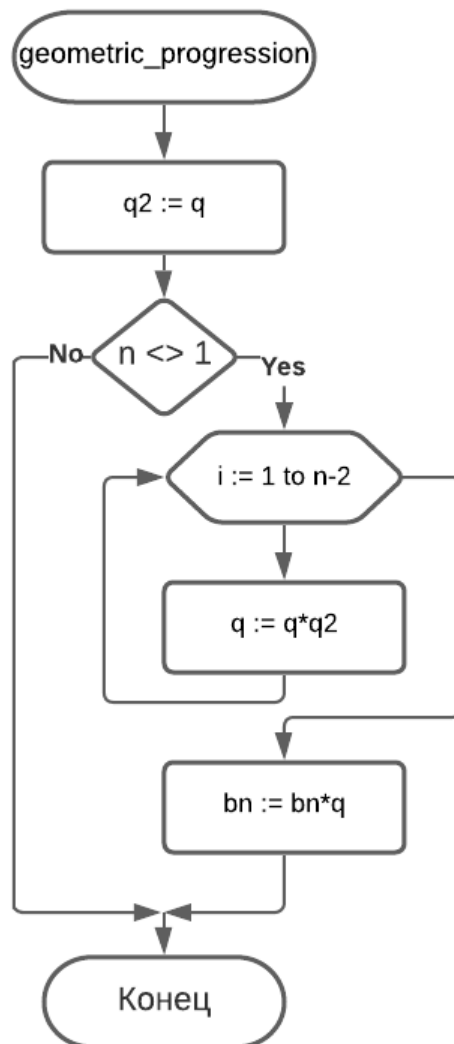 geometric_progression
q2 := q
n <> 1
No
Yes
i := 1 to n-2
q := q*q2
bn := bn*q
Конец